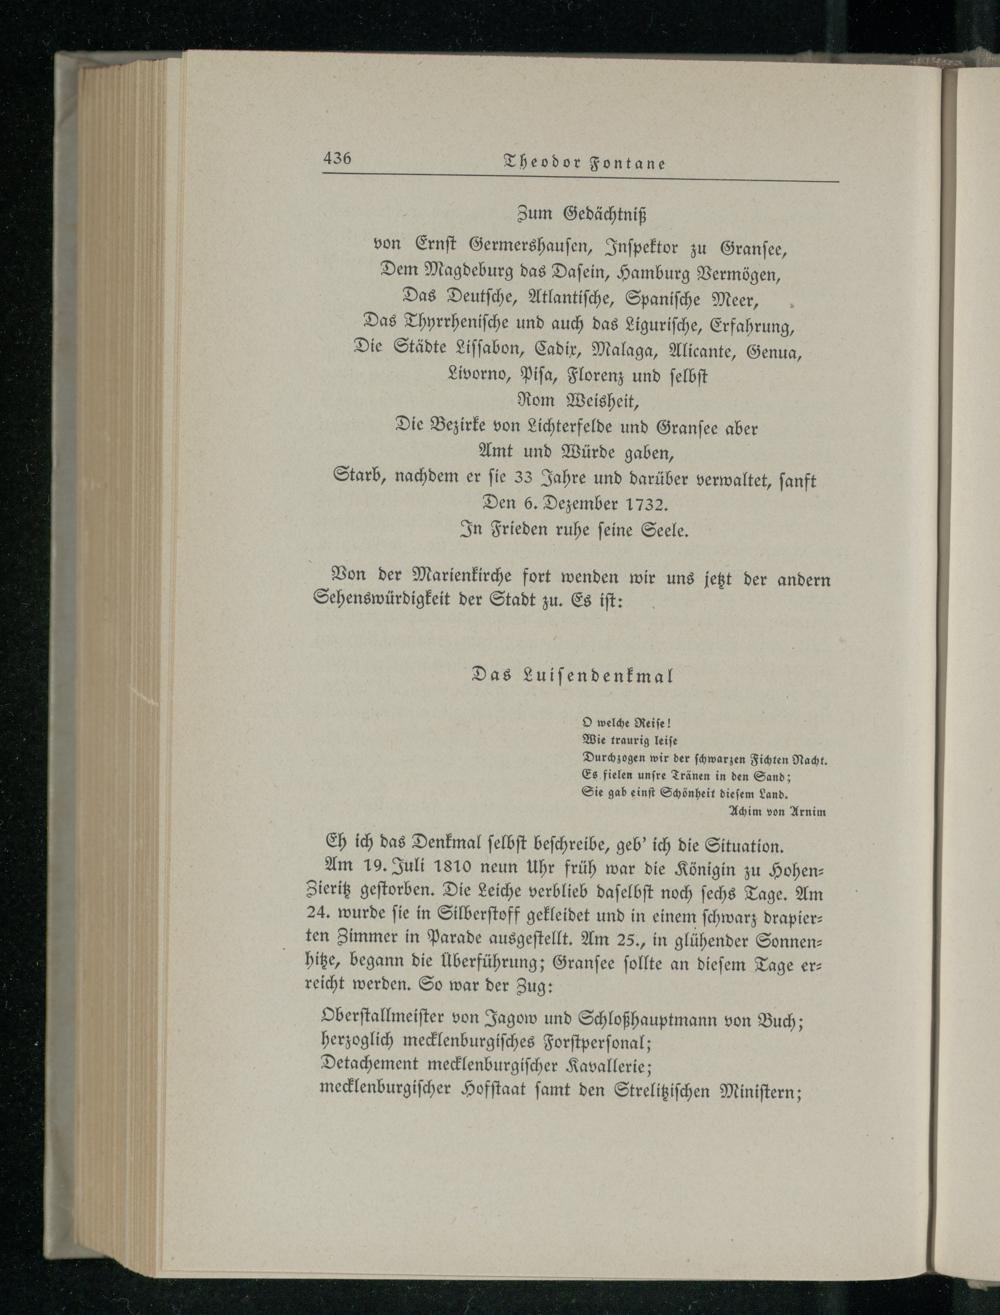 436
Theodor Fontane
Zum Gedächtniß
von Ernst Germershausen, Inspektor zu Gransee,
Dem Magdeburg das Dasein, Hamburg Vermögen,
Das Deutsche, Atlantische, Spanische Meer,
Das Thyrrhenische und auch das Ligurische, Erfahrung,
Die Städte Lissabon, Cadix, Malaga, Alicante, Genua,
Livorno, Pisa, Florenz und selbst
Rom Weisheit,
Die Bezirke von Lichterfelde und Gransee aber
Amt und Würde gaben,
Starb, nachdem er sie 33 Jahre und darüber verwaltet, sanft
Den 6. Dezember 1732.
In Frieden ruhe seine Seele.
Von der Marienkirche fort wenden wir uns jetzt der andern
Sehenswürdigkeit der Stadt zu. Es ist:
Das Luisendenkmal
O welche Reise!
Wie traurig leise
Durchzogen wir der schwarzen Fichten Nacht.
Es fielen unsre Tränen in den Sand;
Sie gab einst Schönheit diesem Land.
Achim von Arnim
Eh ich das Denkmal selbst beschreibe, geb' ich die Situation.
Am 19. Juli 1810 neun Uhr früh war die Königin zu Hohen-
Zieritz gestorben. Die Leiche verblieb daselbst noch sechs Tage. Am
24. wurde sie in Silberstoff gekleidet und in einem schwarz drapier-
ten Zimmer in Parade ausgestellt. Am 25., in glühender Sonnen-
hitze, begann die Überführung; Gransee sollte an diesem Tage er-
reicht werden. So war der Zug:
Oberstallmeister von Jagow und Schloßhauptmann von Buch;
herzoglich mecklenburgisches Forstpersonal;
Detachement mecklenburgischer Kavallerie;
mecklenburgischer Hofstaat samt den Strelitzischen Ministern;